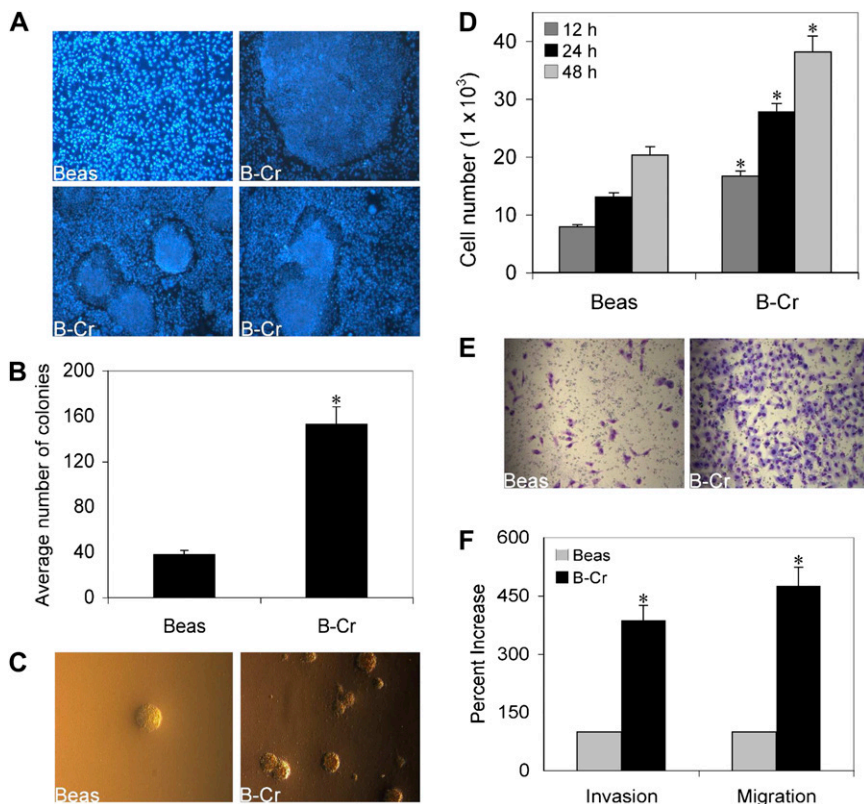 A
Beas
B-Cr
B-Cr
B-Cr
B
Average number of colonies
200
160
120
80
40
0
*
Beas
B-Cr
C
Beas
B-Cr
D
Cell number (1 x 10³)
40
30
20
10
0
12 h
24 h
48 h
*
*
*
Beas
B-Cr
E
Beas
B-Cr
F
Percent Increase
600
450
300
150
0
Beas
B-Cr
*
*
Invasion
Migration